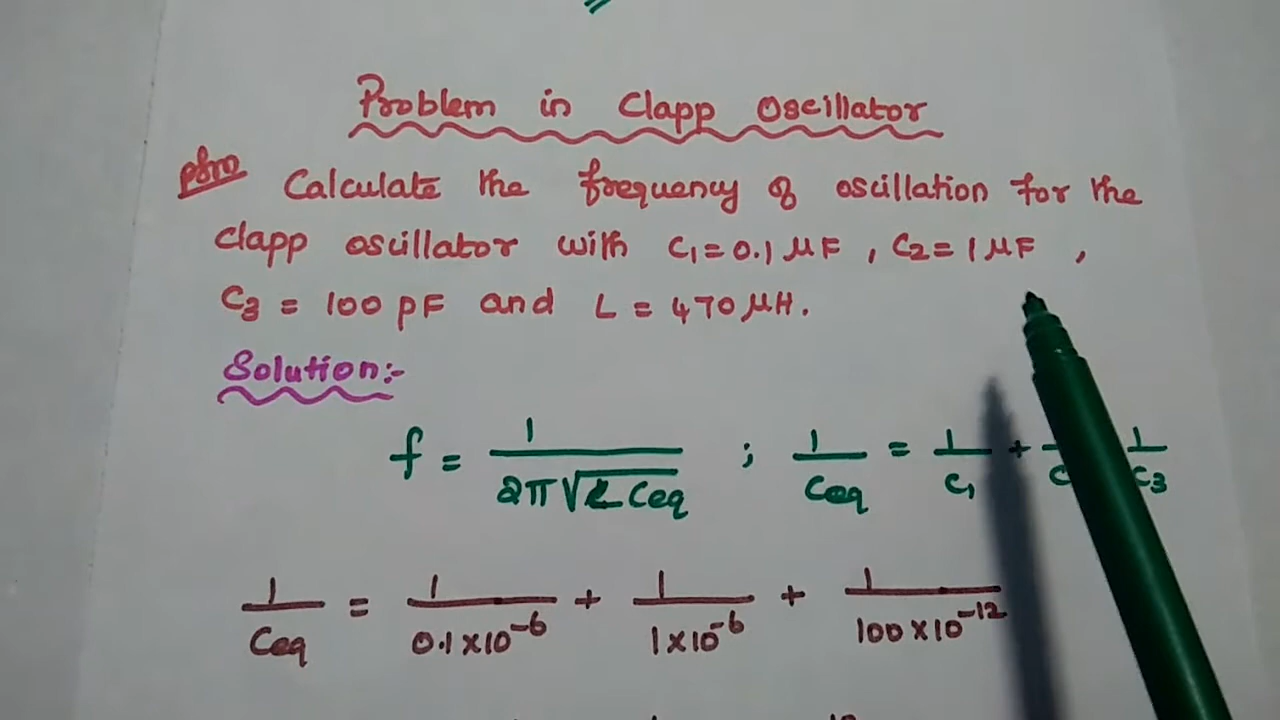 Problem in Clapp Oscillator
Calculate the frequency of oscillation for the
clapp oscillator with C1 = 0.1 μF , C2 = 1 μF ,
C3 = 100 pF and L = 470 μH.
Solution:-
f = 1 / 2π√L Ceq ; 1/Ceq = 1/C1 + 1/C3
1/Ceq = 1/0.1×10⁻⁶ + 1/1×10⁻⁶ + 1/100×10⁻¹²